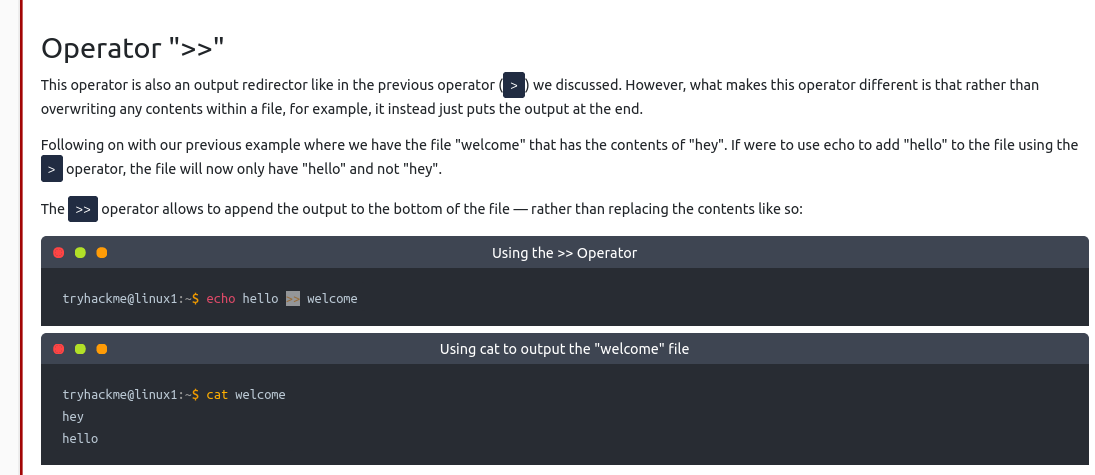 Operator ">>"
This operator is also an output redirector like in the previous operator ( > ) we discussed. However, what makes this operator different is that rather than
overwriting any contents within a file, for example, it instead just puts the output at the end.
Following on with our previous example where we have the file "welcome" that has the contents of "hey". If were to use echo to add "hello" to the file using the
> operator, the file will now only have "hello" and not "hey".
The >> operator allows to append the output to the bottom of the file — rather than replacing the contents like so:
Using the >> Operator
tryhackme@linux1:~$ echo hello >> welcome
Using cat to output the "welcome" file
tryhackme@linux1:~$ cat welcome
hey
hello